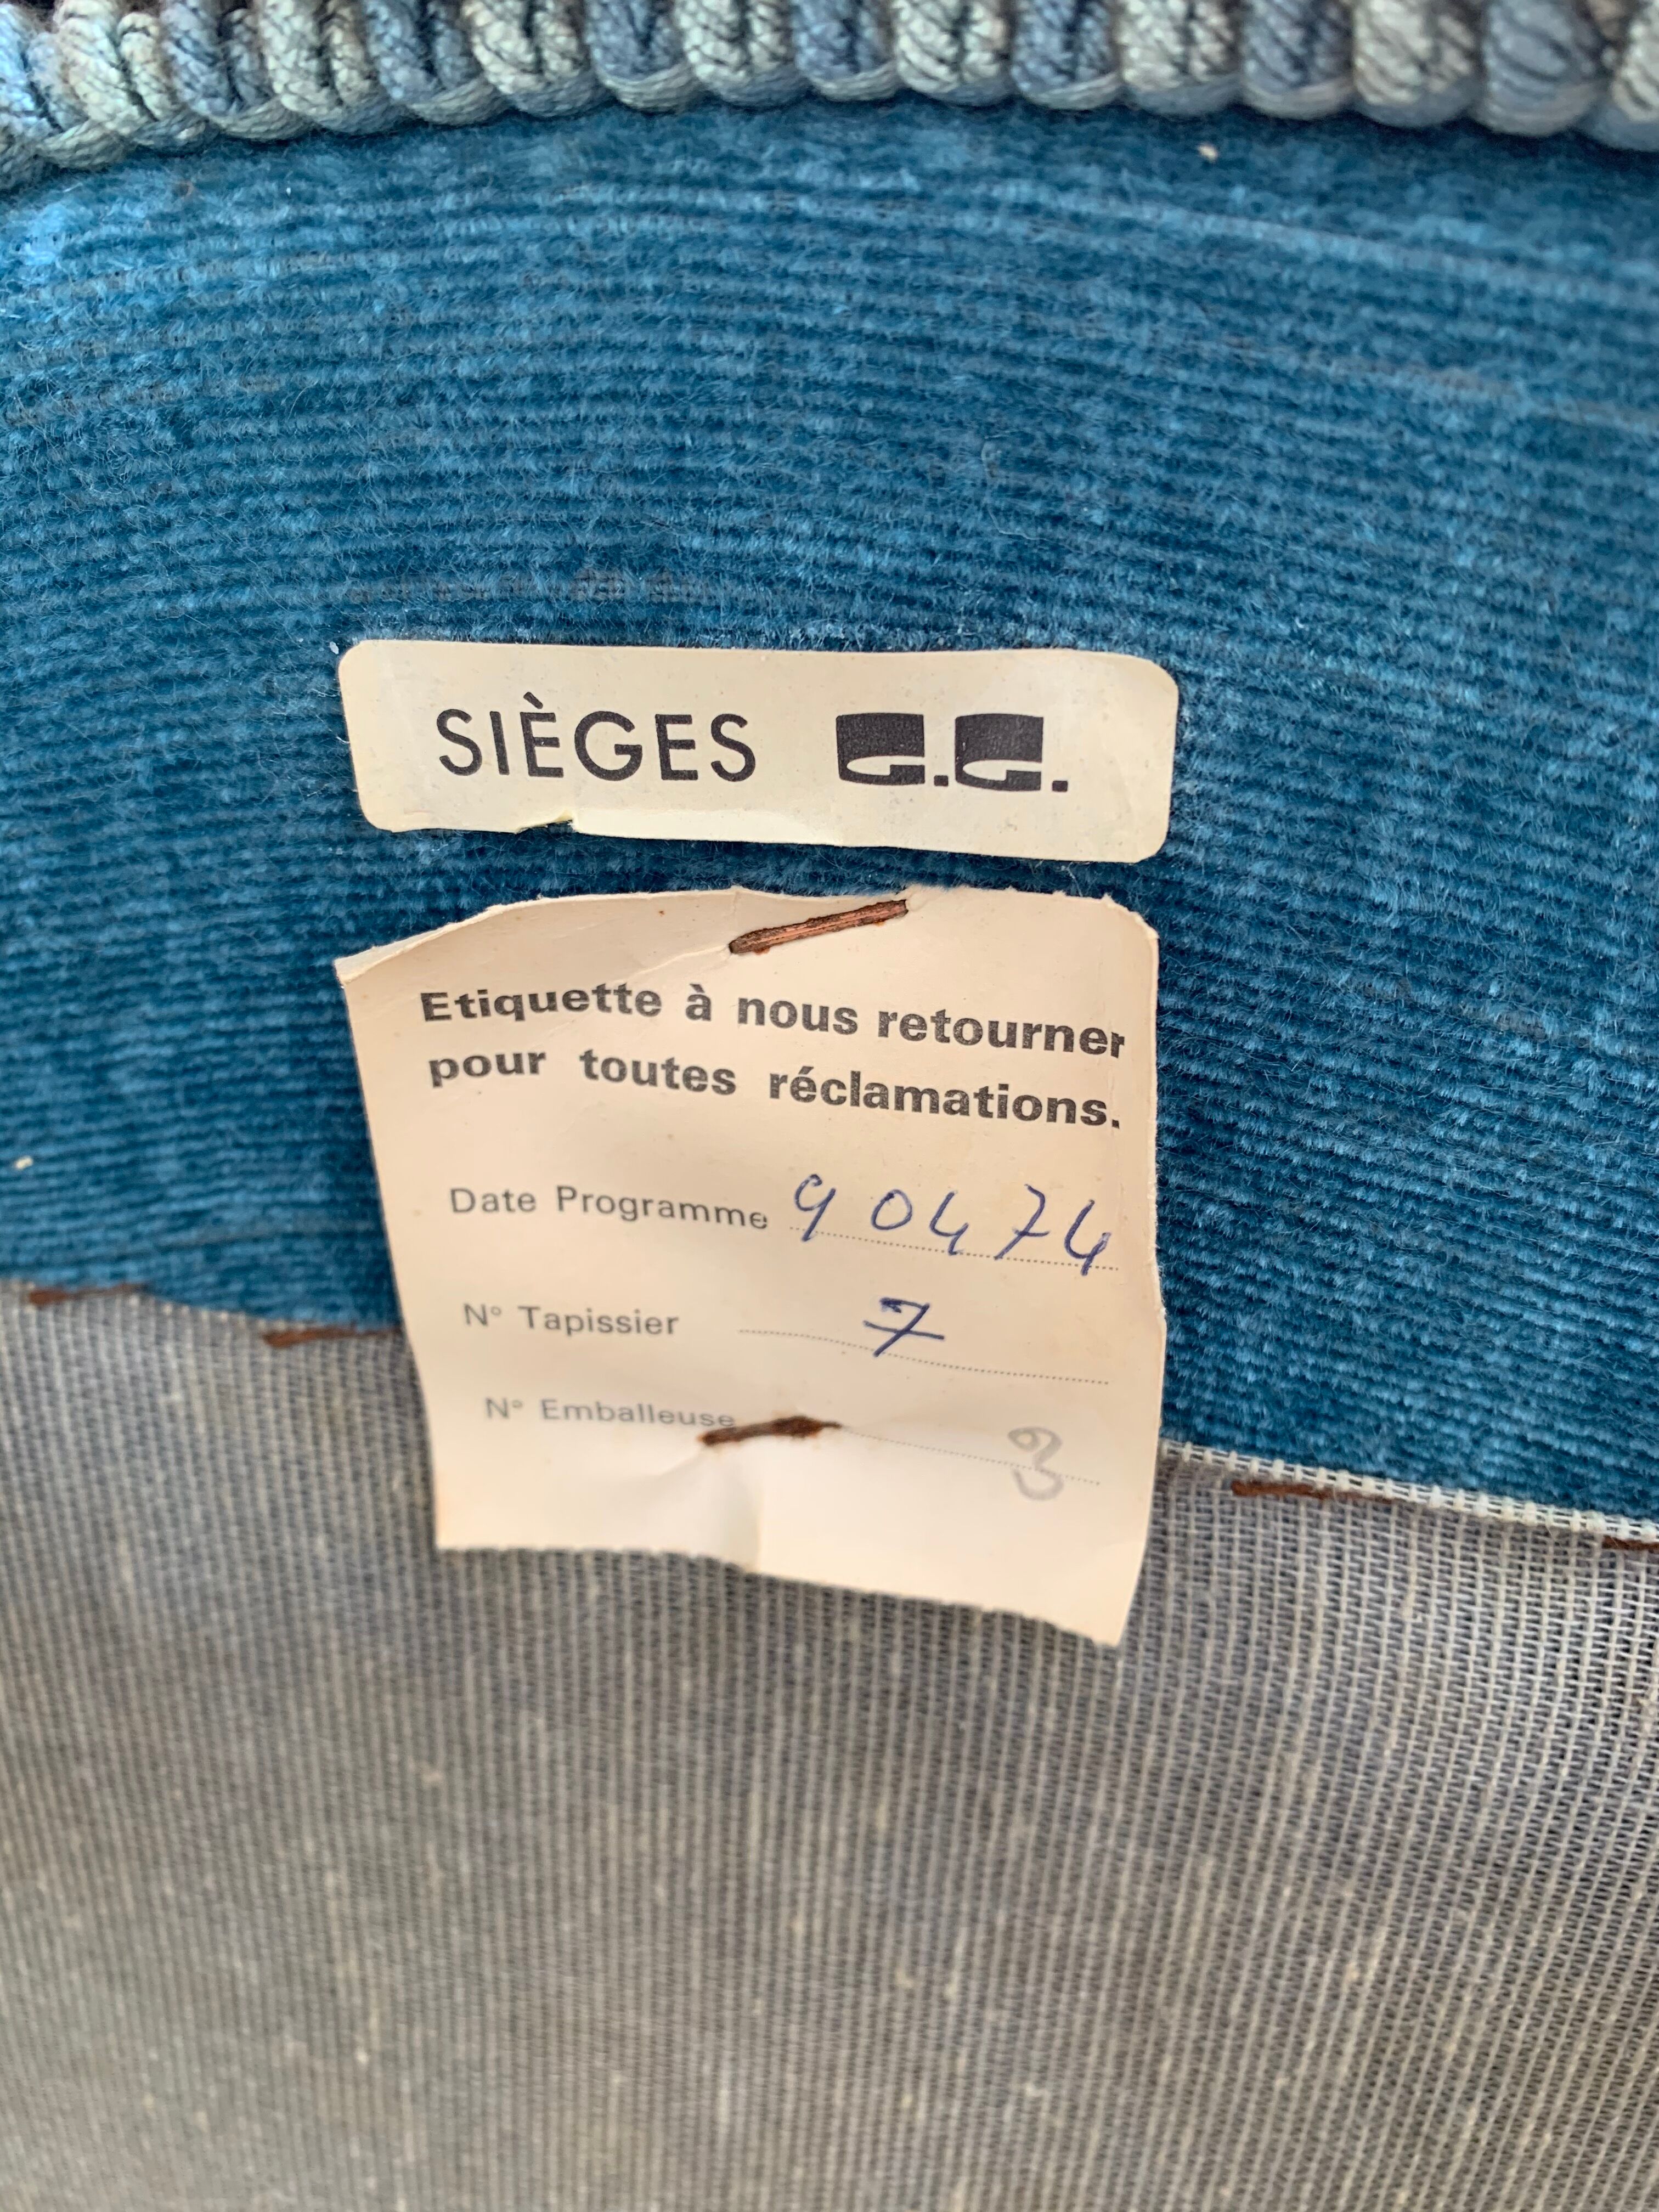 SIÈGES G.G.
Etiquette à nous retourner
pour toutes réclamations.
Date Programme 90474
N° Tapissier 7
N° Emballeuse 3